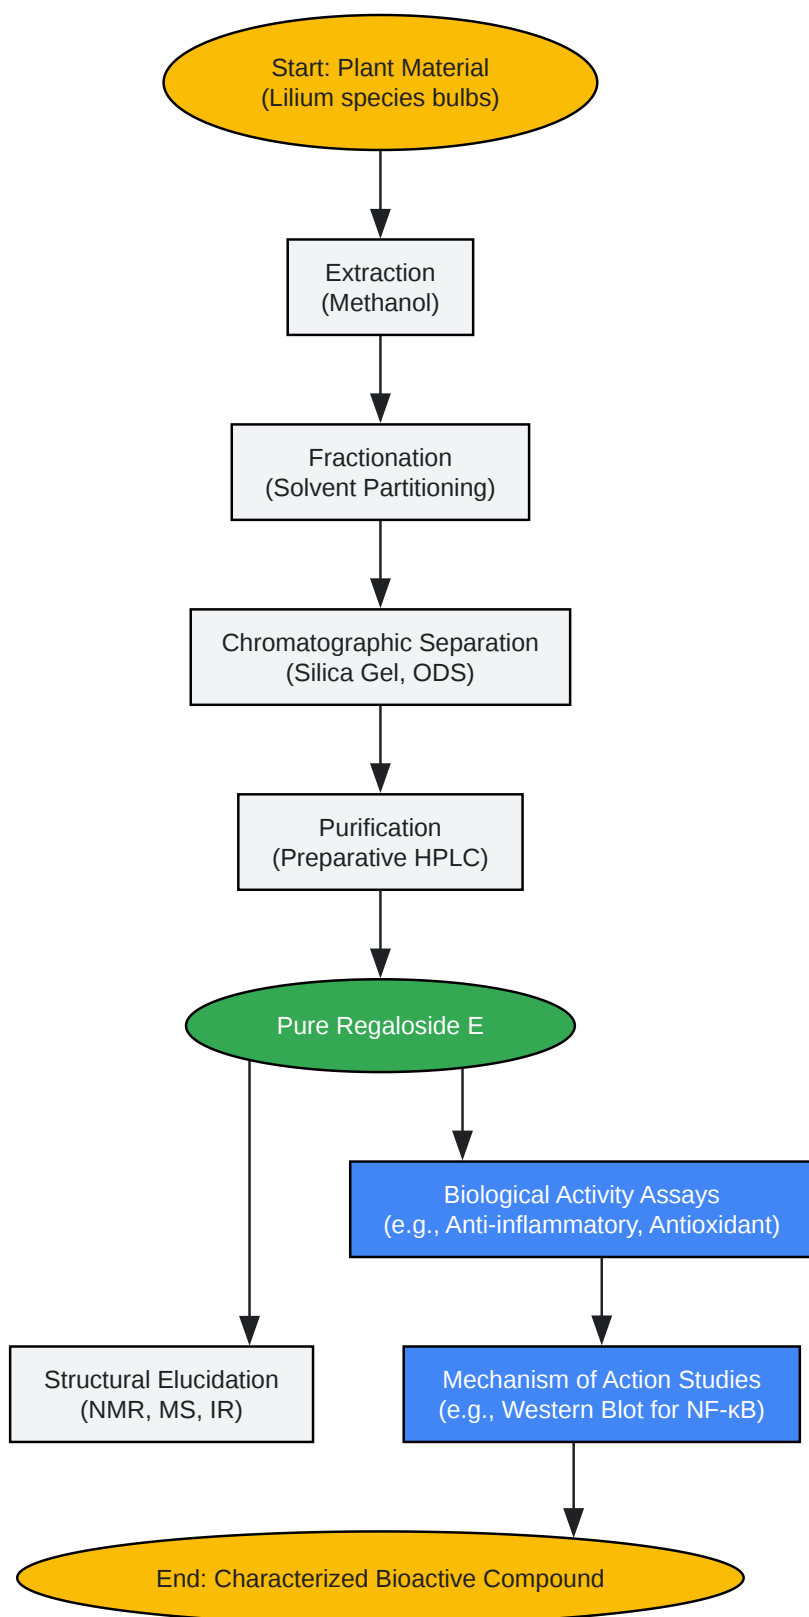 Start: Plant Material
(Lilium species bulbs)
Extraction
(Methanol)
Fractionation
(Solvent Partitioning)
Chromatographic Separation
(Silica Gel, ODS)
Purification
(Preparative HPLC)
Pure Regaloside E
Biological Activity Assays
(e.g., Anti-inflammatory, Antioxidant)
Structural Elucidation
(NMR, MS, IR)
Mechanism of Action Studies
(e.g., Western Blot for NF-κB)
End: Characterized Bioactive Compound